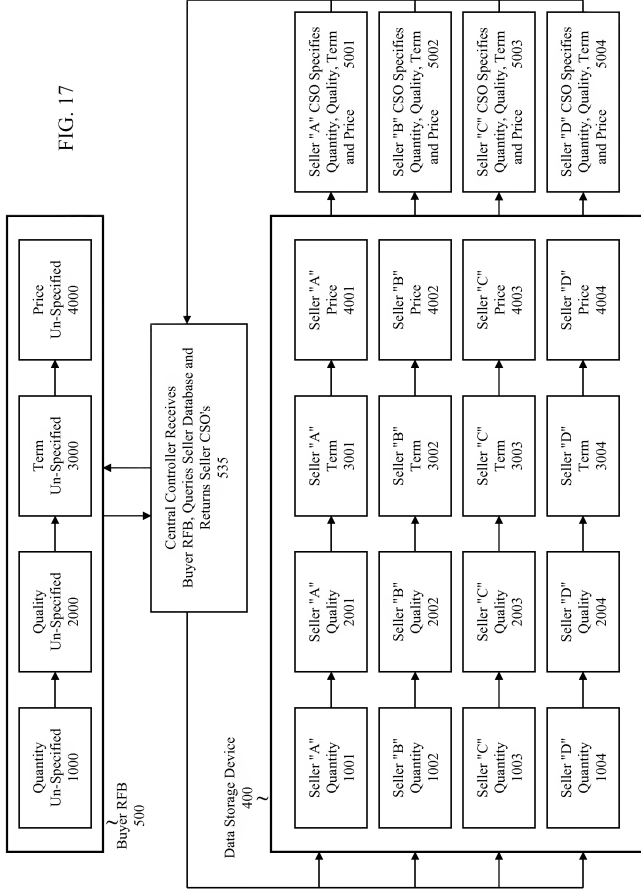 FIG. 17
Quantity
Un-Specified
1000
Quality
Un-Specified
2000
Term
Un-Specified
3000
Price
Un-Specified
4000
Buyer RFB
500
Central Controller Receives
Buyer RFB, Queries Seller Database and
Returns Seller CSO's
535
Data Storage Device
400
Seller "A"
Quantity
1001
Seller "A"
Quality
2001
Seller "A"
Term
3001
Seller "A"
Price
4001
Seller "A" CSO Specifies
Quantity, Quality, Term
and Price 5001
Seller "B"
Quantity
1002
Seller "B"
Quality
2002
Seller "B"
Term
3002
Seller "B"
Price
4002
Seller "B" CSO Specifies
Quantity, Quality, Term
and Price 5002
Seller "C"
Quantity
1003
Seller "C"
Quality
2003
Seller "C"
Term
3003
Seller "C"
Price
4003
Seller "C" CSO Specifies
Quantity, Quality, Term
and Price 5003
Seller "D"
Quantity
1004
Seller "D"
Quality
2004
Seller "D"
Term
3004
Seller "D"
Price
4004
Seller "D" CSO Specifies
Quantity, Quality, Term
and Price 5004